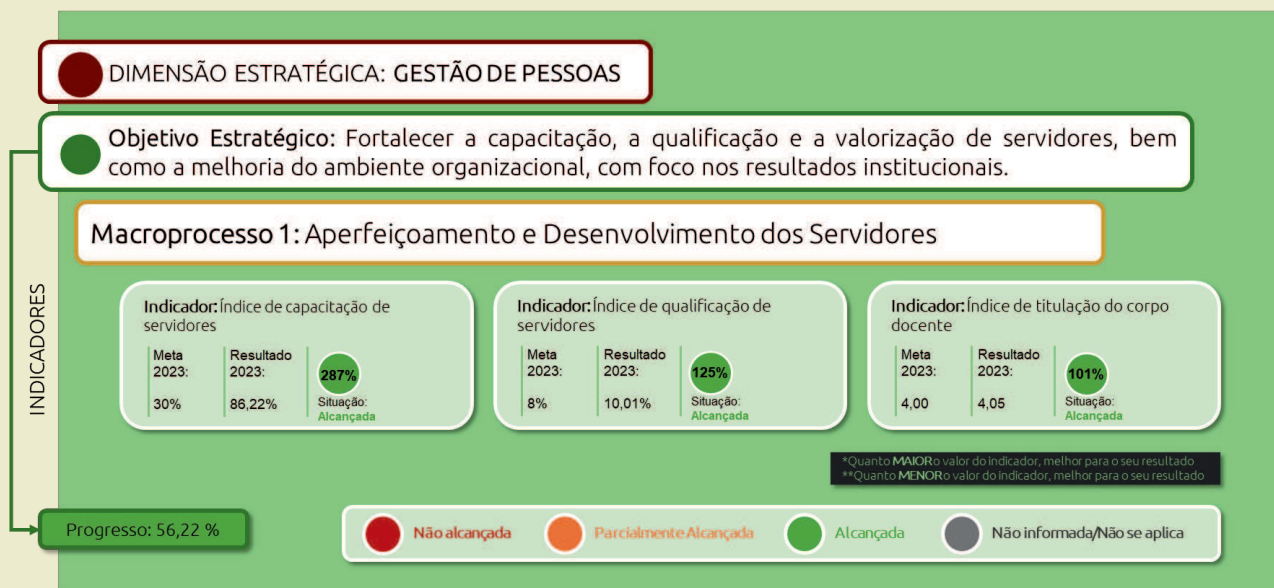 DIMENSÃO ESTRATÉGICA: GESTÃO DE PESSOAS
Objetivo Estratégico: Fortalecer a capacitação, a qualificação e a valorização de servidores, bem
como a melhoria do ambiente organizacional, com foco nos resultados institucionais.
Macroprocesso 1: Aperfeiçoamento e Desenvolvimento dos Servidores
INDICADORES
Indicador: Índice de capacitação de
servidores
Meta
2023:
30%
Resultado
2023:
86,22%
287%
Situação:
Alcançada
Indicador: Índice de qualificação de
servidores
Meta
2023:
8%
Resultado
2023:
10,01%
125%
Situação:
Alcançada
Indicador: Índice de titulação do corpo
docente
Meta
2023:
4,00
Resultado
2023:
4,05
101%
Situação:
Alcançada
*Quanto MAIOR o valor do indicador, melhor para o seu resultado
**Quanto MENOR o valor do indicador, melhor para o seu resultado
Progresso: 56,22 %
Não alcançada
Parcialmente Alcançada
Alcançada
Não informada/Não se aplica